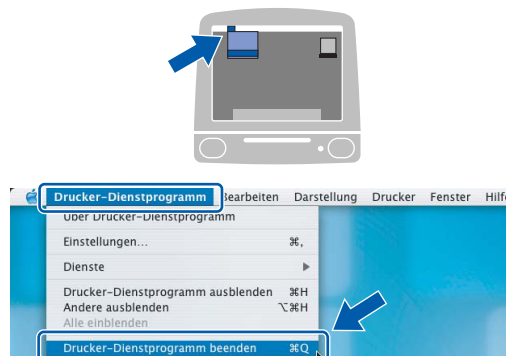 Drucker-Dienstprogramm Bearbeiten Darstellung Drucker Fenster Hilfe
Über Drucker-Dienstprogramm
Einstellungen... ⌘,
Dienste ▶
Drucker-Dienstprogramm ausblenden ⌘H
Andere ausblenden ⌥⌘H
Alle einblenden
Drucker-Dienstprogramm beenden ⌘Q